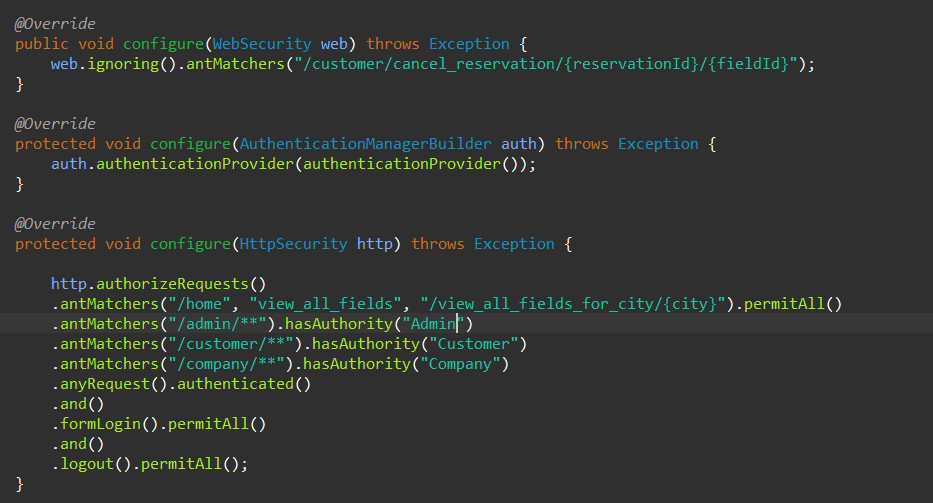 @Override
public void configure(WebSecurity web) throws Exception {
    web.ignoring().antMatchers("/customer/cancel_reservation/{reservationId}/{fieldId}");
}

@Override
protected void configure(AuthenticationManagerBuilder auth) throws Exception {
    auth.authenticationProvider(authenticationProvider());
}

@Override
protected void configure(HttpSecurity http) throws Exception {

    http.authorizeRequests()
    .antMatchers("/home", "view_all_fields", "/view_all_fields_for_city/{city}").permitAll()
    .antMatchers("/admin/**").hasAuthority("Admin")
    .antMatchers("/customer/**").hasAuthority("Customer")
    .antMatchers("/company/**").hasAuthority("Company")
    .anyRequest().authenticated()
    .and()
    .formLogin().permitAll()
    .and()
    .logout().permitAll();
}